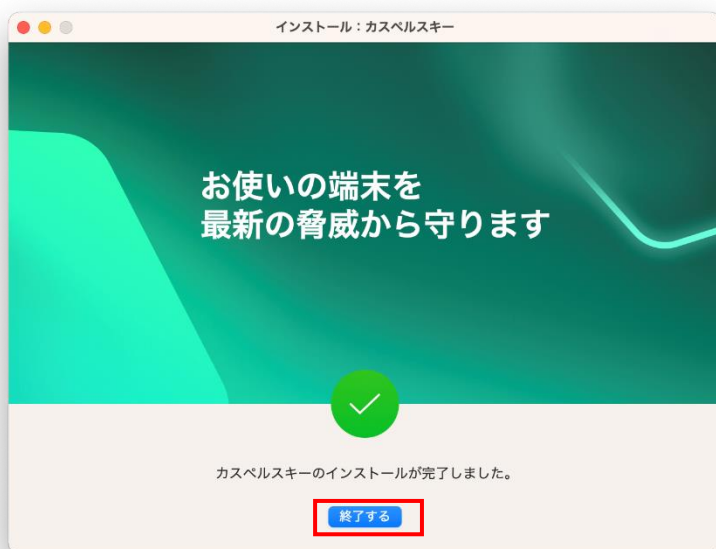 インストール：カスペルスキー
お使いの端末を
最新の脅威から守ります
カスペルスキーのインストールが完了しました。
終了する